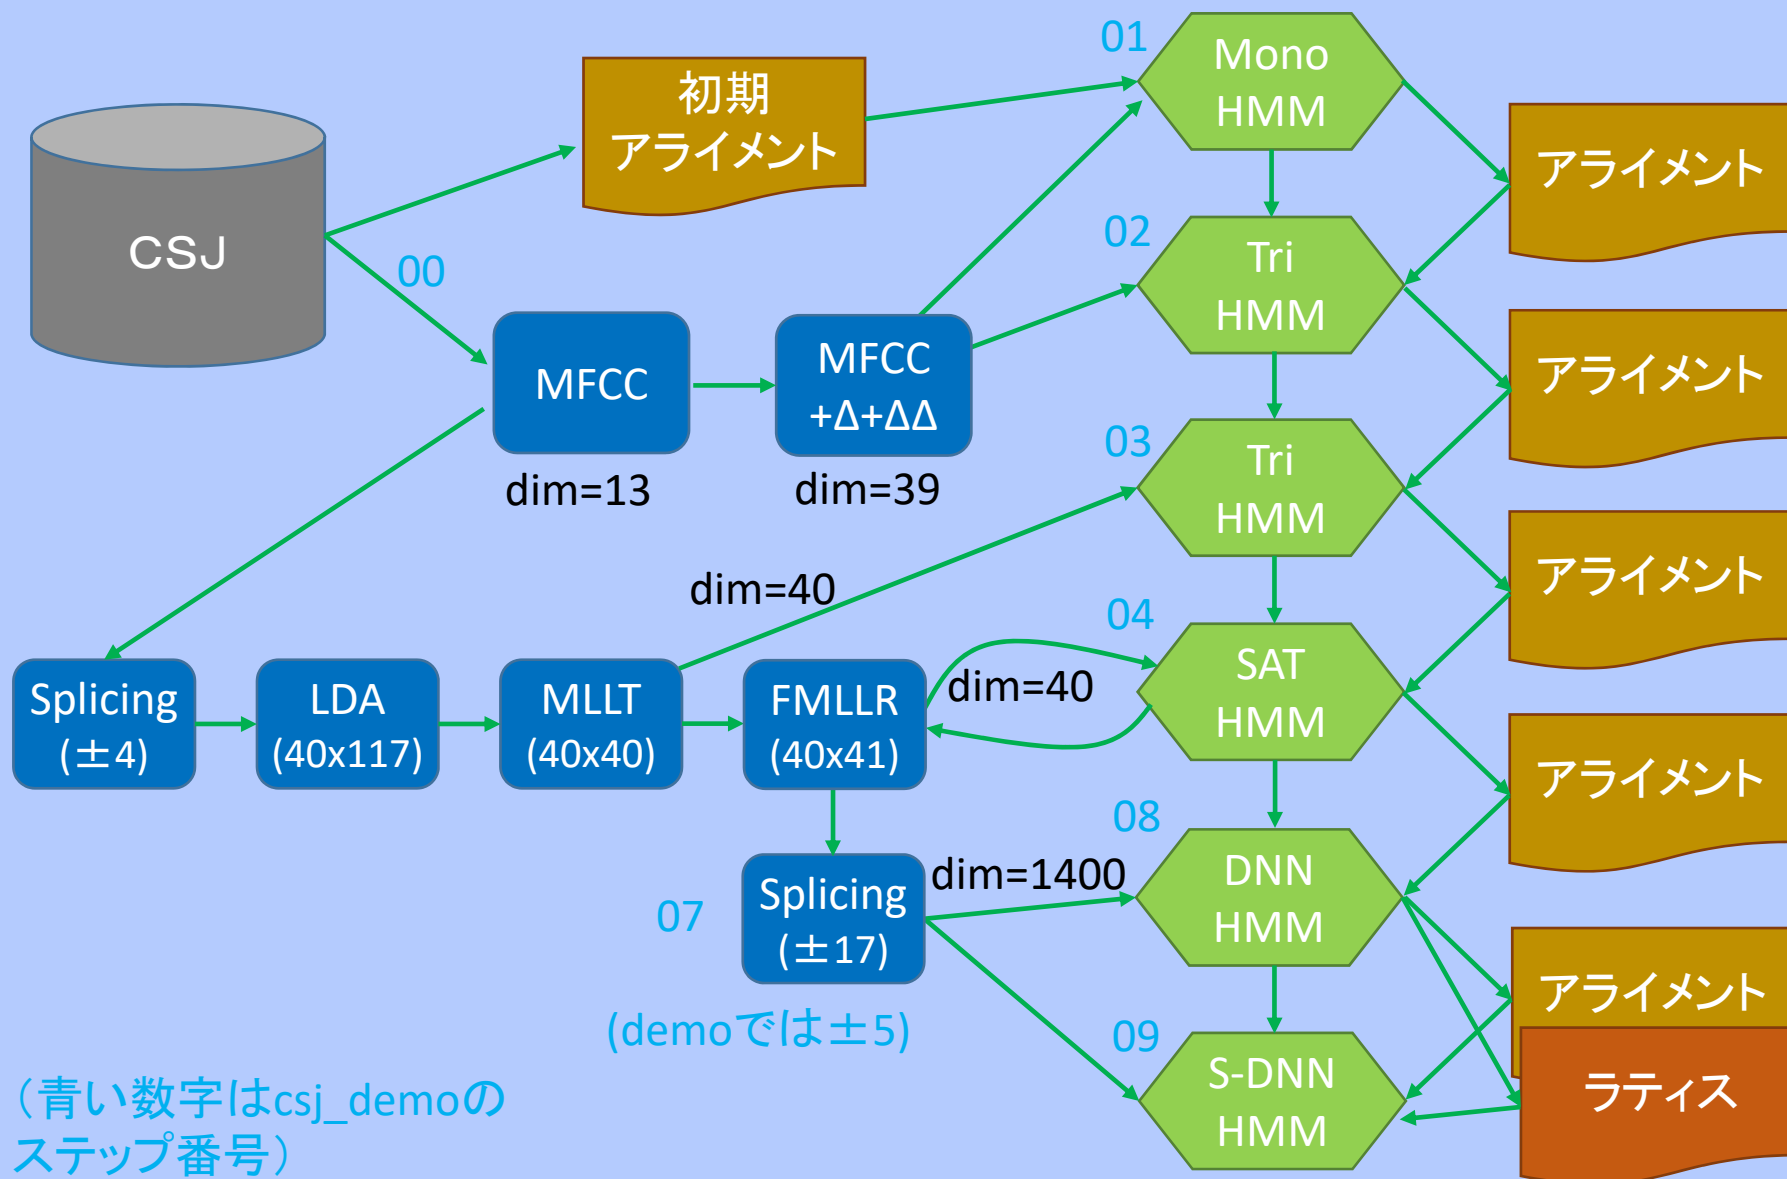 CSJ
00
初期
アライメント
MFCC
dim=13
MFCC
+Δ+ΔΔ
dim=39
01
Mono
HMM
アライメント
02
Tri
HMM
アライメント
03
Tri
HMM
アライメント
dim=40
Splicing
(±4)
LDA
(40x117)
MLLT
(40x40)
FMLLR
(40x41)
dim=40
04
SAT
HMM
アライメント
07
Splicing
(±17)
(demoでは±5)
dim=1400
08
DNN
HMM
アライメント
09
S-DNN
HMM
ラティス
（青い数字はcsj_demoの
ステップ番号）